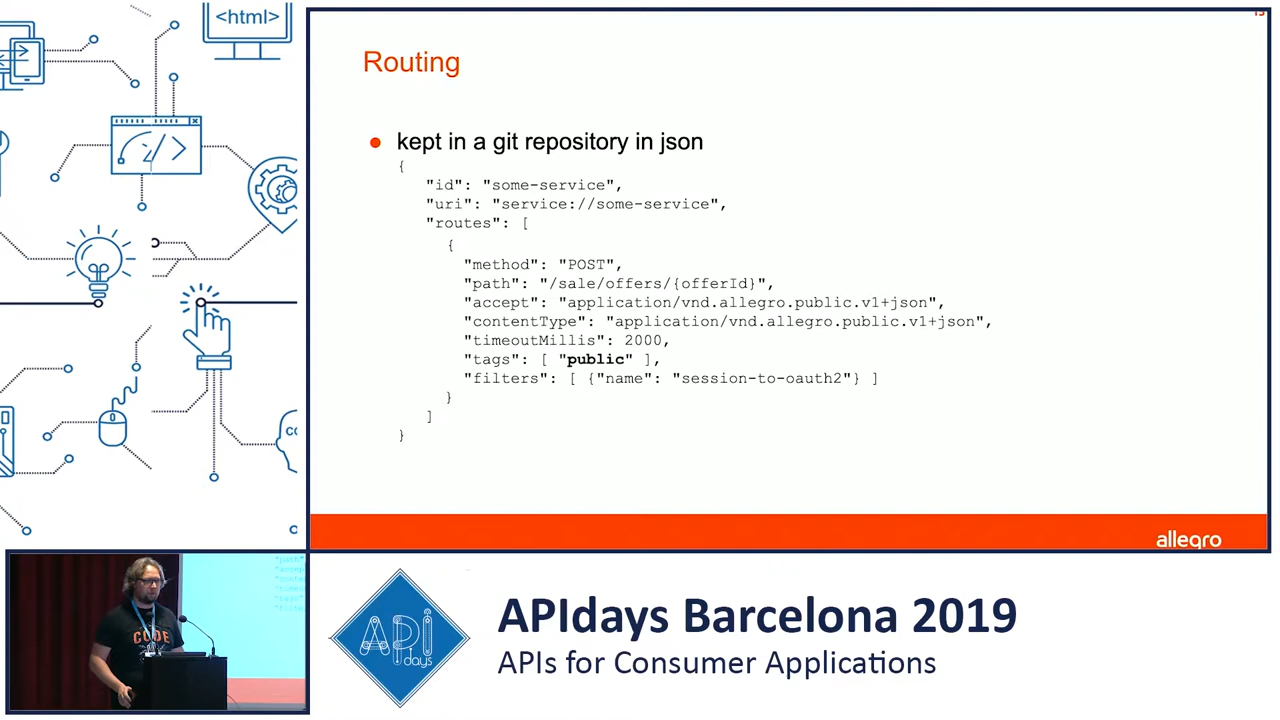 <html>
Routing
kept in a git repository in json
{
"id": "some-service",
"uri": "service://some-service",
"routes": [
{
"method": "POST",
"path": "/sale/offers/{offerId}",
"accept": "application/vnd.allegro.public.v1+json",
"contentType": "application/vnd.allegro.public.v1+json",
"timeoutMillis": 2000,
"tags": [ "public" ],
"filters": [ {"name": "session-to-oauth2"} ]
}
]
}
allegro
CODE
API
days
APIdays Barcelona 2019
APIs for Consumer Applications